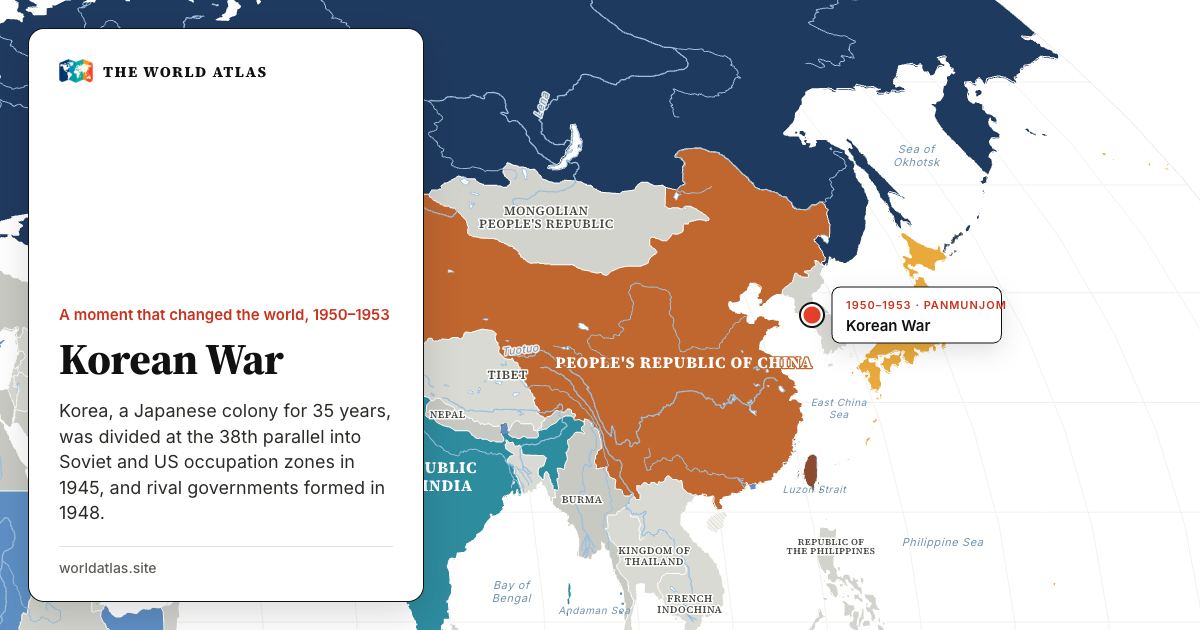 THE WORLD ATLAS
A moment that changed the world, 1950–1953
Korean War
Korea, a Japanese colony for 35 years,
was divided at the 38th parallel into
Soviet and US occupation zones in
1945, and rival governments formed in
1948.
worldatlas.site
Lena
Sea of
Okhotsk
MONGOLIAN
PEOPLE'S REPUBLIC
1950–1953 · PANMUNJOM
Korean War
Tuotuo
PEOPLE'S REPUBLIC OF CHINA
TIBET
NEPAL
East China
Sea
UBLIC
INDIA
BURMA
Luzon Strait
KINGDOM OF
THAILAND
REPUBLIC OF
THE PHILIPPINES
Philippine Sea
Bay of
Bengal
Andaman Sea
FRENCH
INDOCHINA